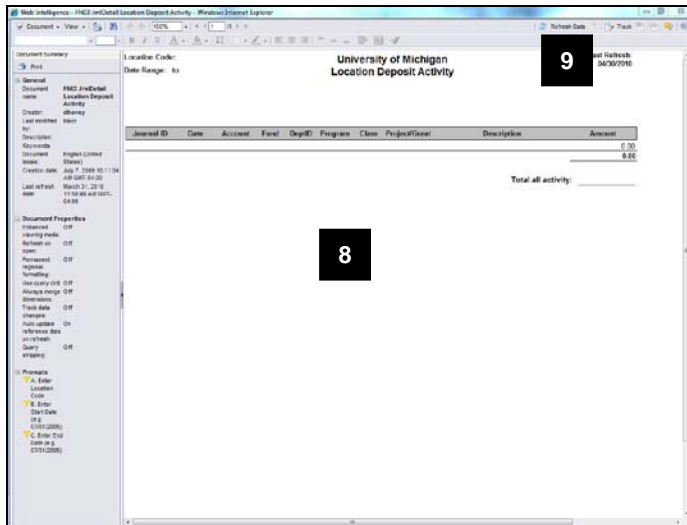 Web Intelligence - FN03 JrnlDetail Location Deposit Activity - Windows Internet Explorer
Document View 100% Refresh Data Track
Document Summary
Print
General
Document name FN03 JrnlDetail Location Deposit Activity
Creator:
Last modified by:
Description:
Keywords:
Document locale: English (United States)
Creation date: July 7, 2009
Last refresh date: March 31, 2010
Document Properties
Enhanced viewing mode: Off
Refresh on open: Off
Permanent regional formatting: Off
Use query drill Off
Always merge dimensions: Off
Track data changes: Off
Auto update reference data on refresh: On
Query stripping: Off
Prompts
A. Enter Location Code
B. Enter Start Date (e.g. 07/01/2005)
C. Enter End Date (e.g. 07/01/2005)
Location Code:
Date Range: to
University of Michigan
Location Deposit Activity
9
Refresh:
04/30/2010
Journal ID Date Account Fund DeptID Program Class Project/Grant Description Amount
0.00
0.00
Total all activity:
8